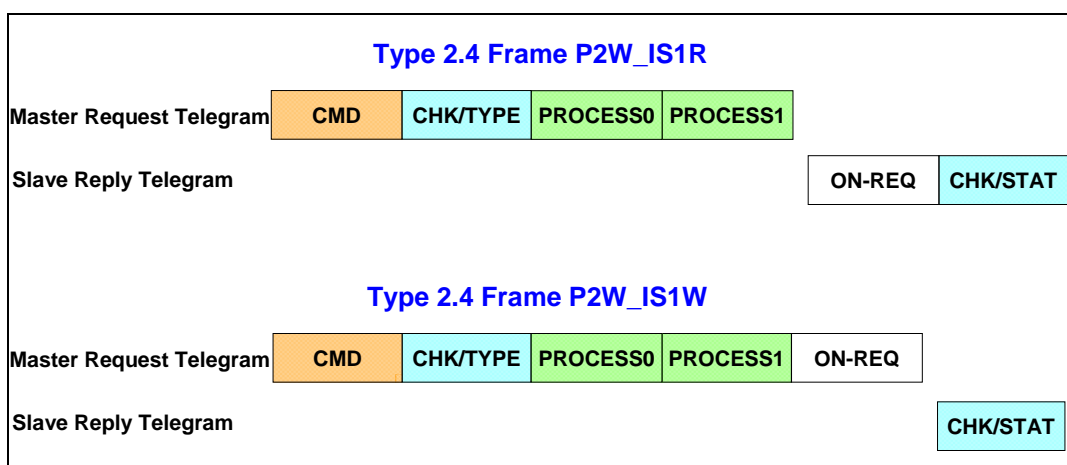 Type 2.4 Frame P2W_IS1R
Master Request Telegram CMD CHK/TYPE PROCESS0 PROCESS1
Slave Reply Telegram ON-REQ CHK/STAT
Type 2.4 Frame P2W_IS1W
Master Request Telegram CMD CHK/TYPE PROCESS0 PROCESS1 ON-REQ
Slave Reply Telegram CHK/STAT